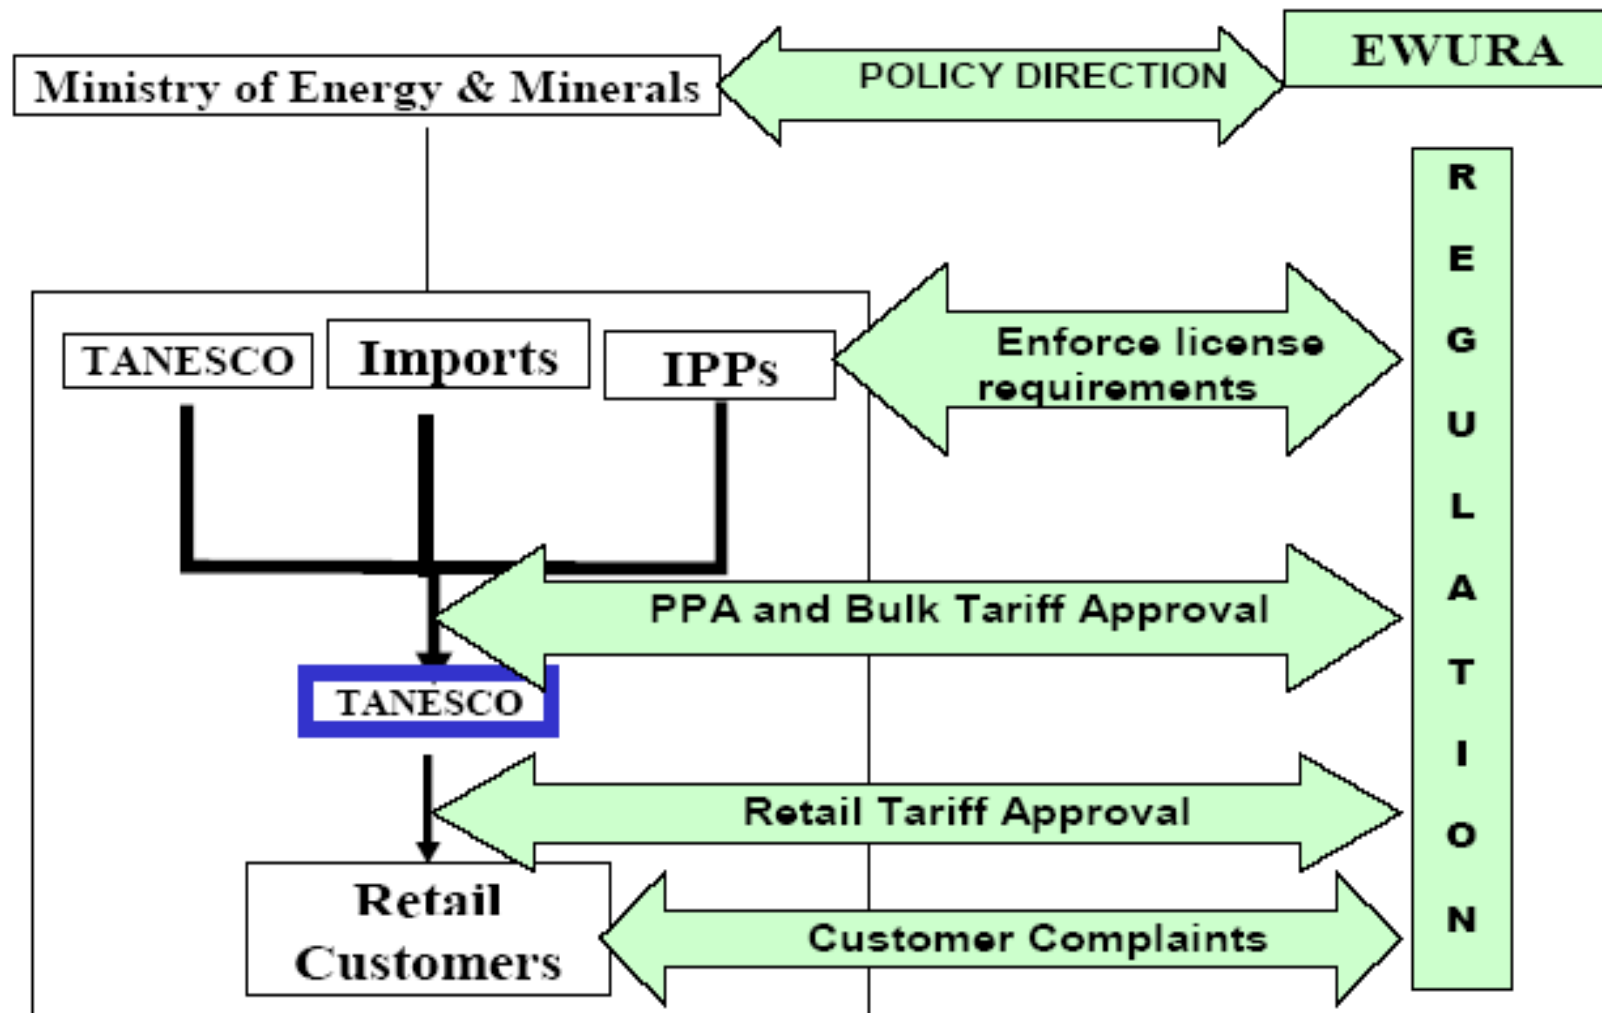 EWURA
Ministry of Energy & Minerals
POLICY DIRECTION
REGULATION
TANESCO
Imports
IPPs
Enforce license
requirements
PPA and Bulk Tariff Approval
TANESCO
Retail Tariff Approval
Retail
Customers
Customer Complaints